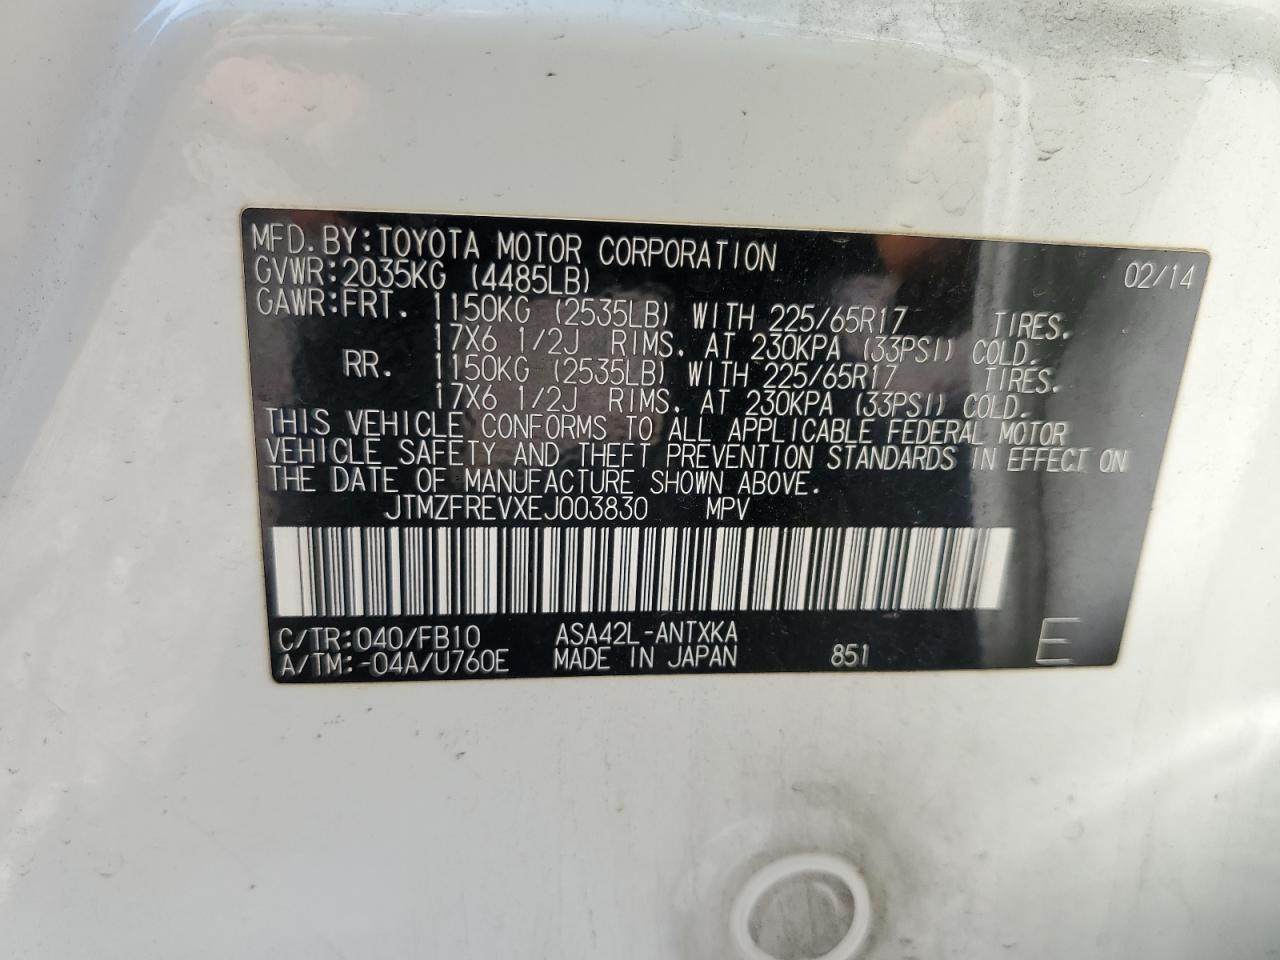 MFD.BY:TOYOTA MOTOR CORPORATION 02/14
GVWR:2035KG (4485LB)
GAWR:FRT. 1150KG (2535LB) WITH 225/65R17 TIRES.
17X6 1/2J RIMS. AT 230KPA (33PSI) COLD.
RR. 1150KG (2535LB) WITH 225/65R17 TIRES.
17X6 1/2J RIMS. AT 230KPA (33PSI) COLD.
THIS VEHICLE CONFORMS TO ALL APPLICABLE FEDERAL MOTOR
VEHICLE SAFETY AND THEFT PREVENTION STANDARDS IN EFFECT ON
THE DATE OF MANUFACTURE SHOWN ABOVE.
JTMZFREVXEJ003830 MPV
C/TR:040/FB10 ASA42L-ANTXKA
A/TM:-04A/U760E MADE IN JAPAN 851 E